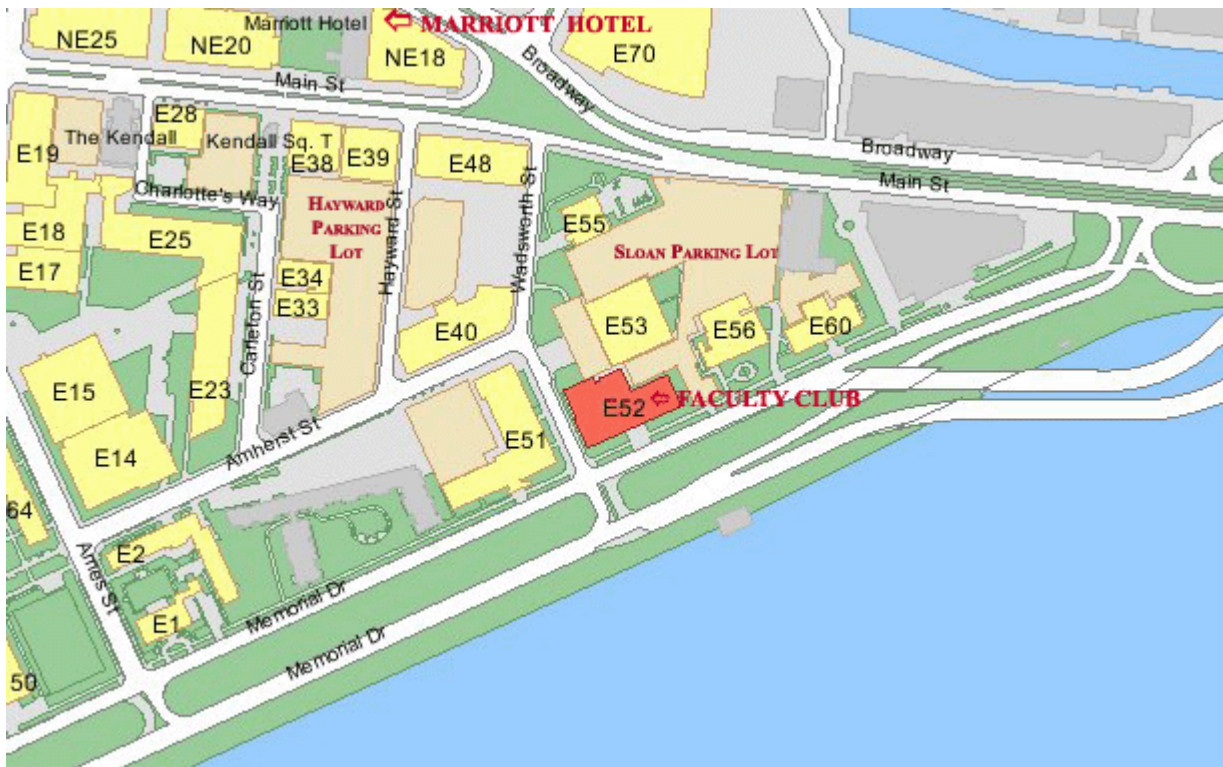 Marriott Hotel
MARRIOTT HOTEL
NE25
NE20
NE18
E70
Broadway
Main St
E28
The Kendall
Kendall Sq. T
E19
E38
E39
E48
Broadway
Main St
Charlotte's Way
HAYWARD
PARKING
LOT
Hayward St
Wadsworth St
E18
E25
E55
SLOAN PARKING LOT
E17
E34
E33
Carleton St
E40
E53
E56
E60
E15
E23
E52
FACULTY CLUB
Amherst St
E51
E14
64
E2
Ames St
E1
Memorial Dr
Memorial Dr
50